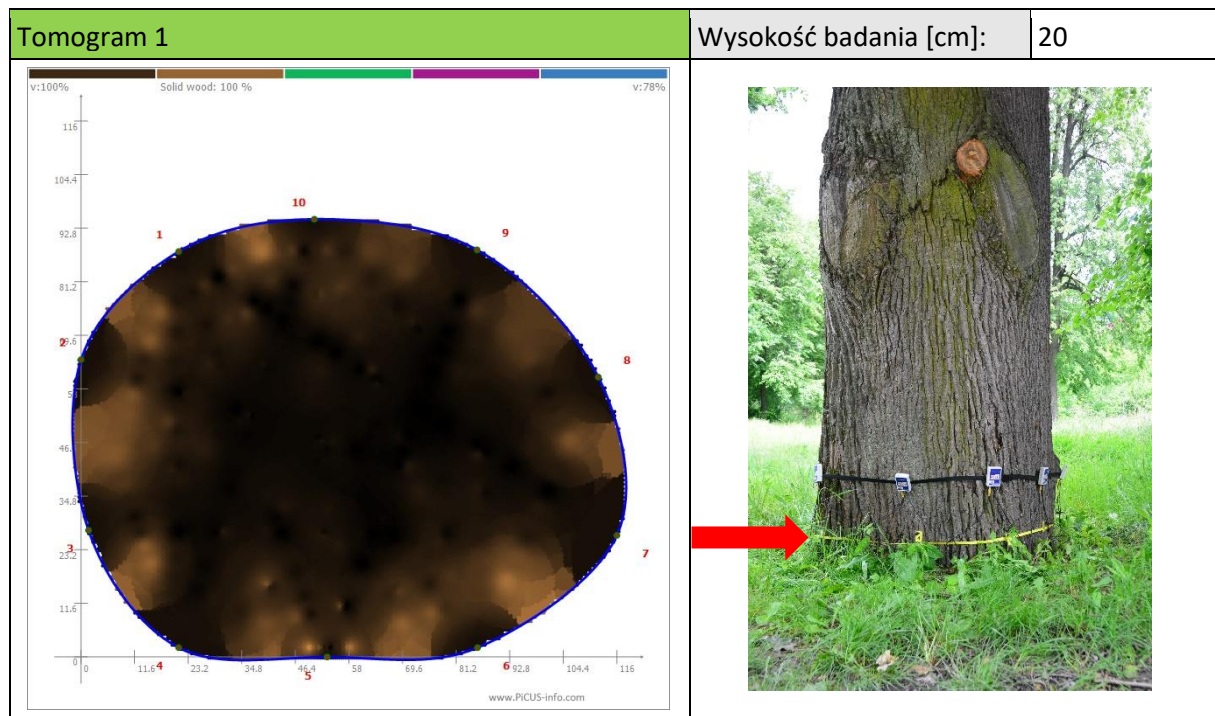 Tomogram 1
Wysokość badania [cm]: 20
v:100% Solid wood: 100 % v:78%
116
104.4
10
92.8
1 9
81.2
2 9.6
8
5
46.
34.8
3 23.2 7
11.6
0
0 11.6 4 23.2 34.8 46.4 58 69.6 81.2 92.8 104.4 116
5 6
www.PiCUS-info.com
a